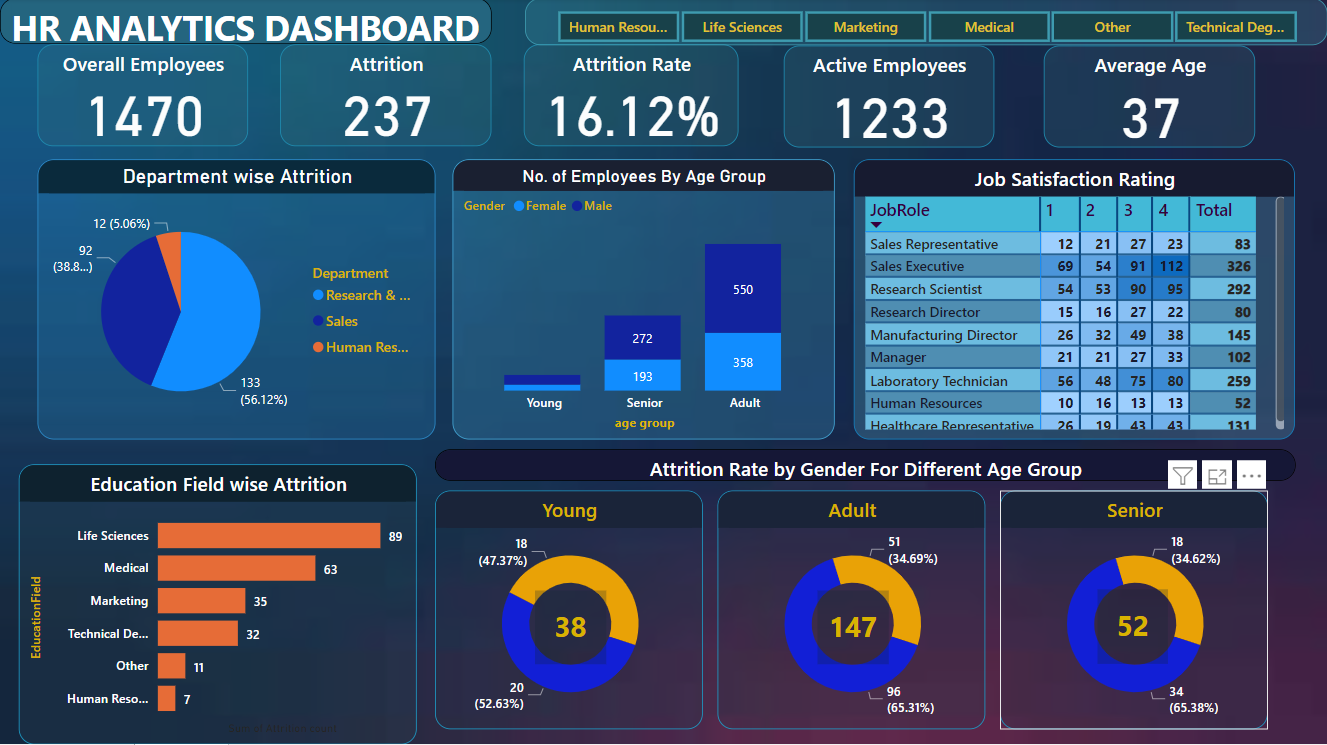 HR ANALYTICS DASHBOARD
Human Resou...
Life Sciences
Marketing
Medical
Other
Technical Deg...
Overall Employees
1470
Attrition
237
Attrition Rate
16.12%
Active Employees
1233
Average Age
37
Department wise Attrition
12 (5.06%)
92
(38.8...)
133
(56.12%)
Department
Research & ...
Sales
Human Res...
No. of Employees By Age Group
Gender Female Male
550
272
358
193
Young Senior Adult
age group
Job Satisfaction Rating
JobRole 1 2 3 4 Total
Sales Representative 12 21 27 23 83
Sales Executive 69 54 91 112 326
Research Scientist 54 53 90 95 292
Research Director 15 16 27 22 80
Manufacturing Director 26 32 49 38 145
Manager 21 21 27 33 102
Laboratory Technician 56 48 75 80 259
Human Resources 10 16 13 13 52
Healthcare Representative 26 19 43 43 131
Education Field wise Attrition
EducationField
Life Sciences 89
Medical 63
Marketing 35
Technical De... 32
Other 11
Human Reso... 7
Sum of attrition count
Attrition Rate by Gender For Different Age Group
Young
18
(47.37%)
38
20
(52.63%)
Adult
51
(34.69%)
147
96
(65.31%)
Senior
18
(34.62%)
52
34
(65.38%)